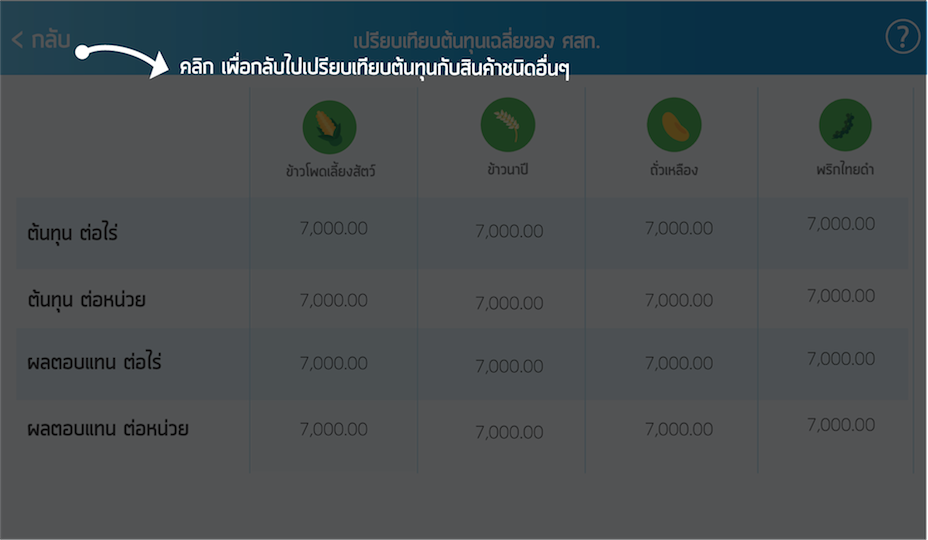 < กลับ
เปรียบเทียบต้นทุนเฉลี่ยของ ศสท.
?
คลิก เพื่อกลับไปเปรียบเทียบต้นทุนกับสินค้าชนิดอื่นๆ
ข้าวโพดเลี้ยงสัตว์ ข้าวนาปี ถั่วเหลือง พริกไทยดำ
ต้นทุน ต่อไร่ 7,000.00 7,000.00 7,000.00 7,000.00
ต้นทุน ต่อหน่วย 7,000.00 7,000.00 7,000.00 7,000.00
ผลตอบแทน ต่อไร่ 7,000.00 7,000.00 7,000.00 7,000.00
ผลตอบแทน ต่อหน่วย 7,000.00 7,000.00 7,000.00 7,000.00